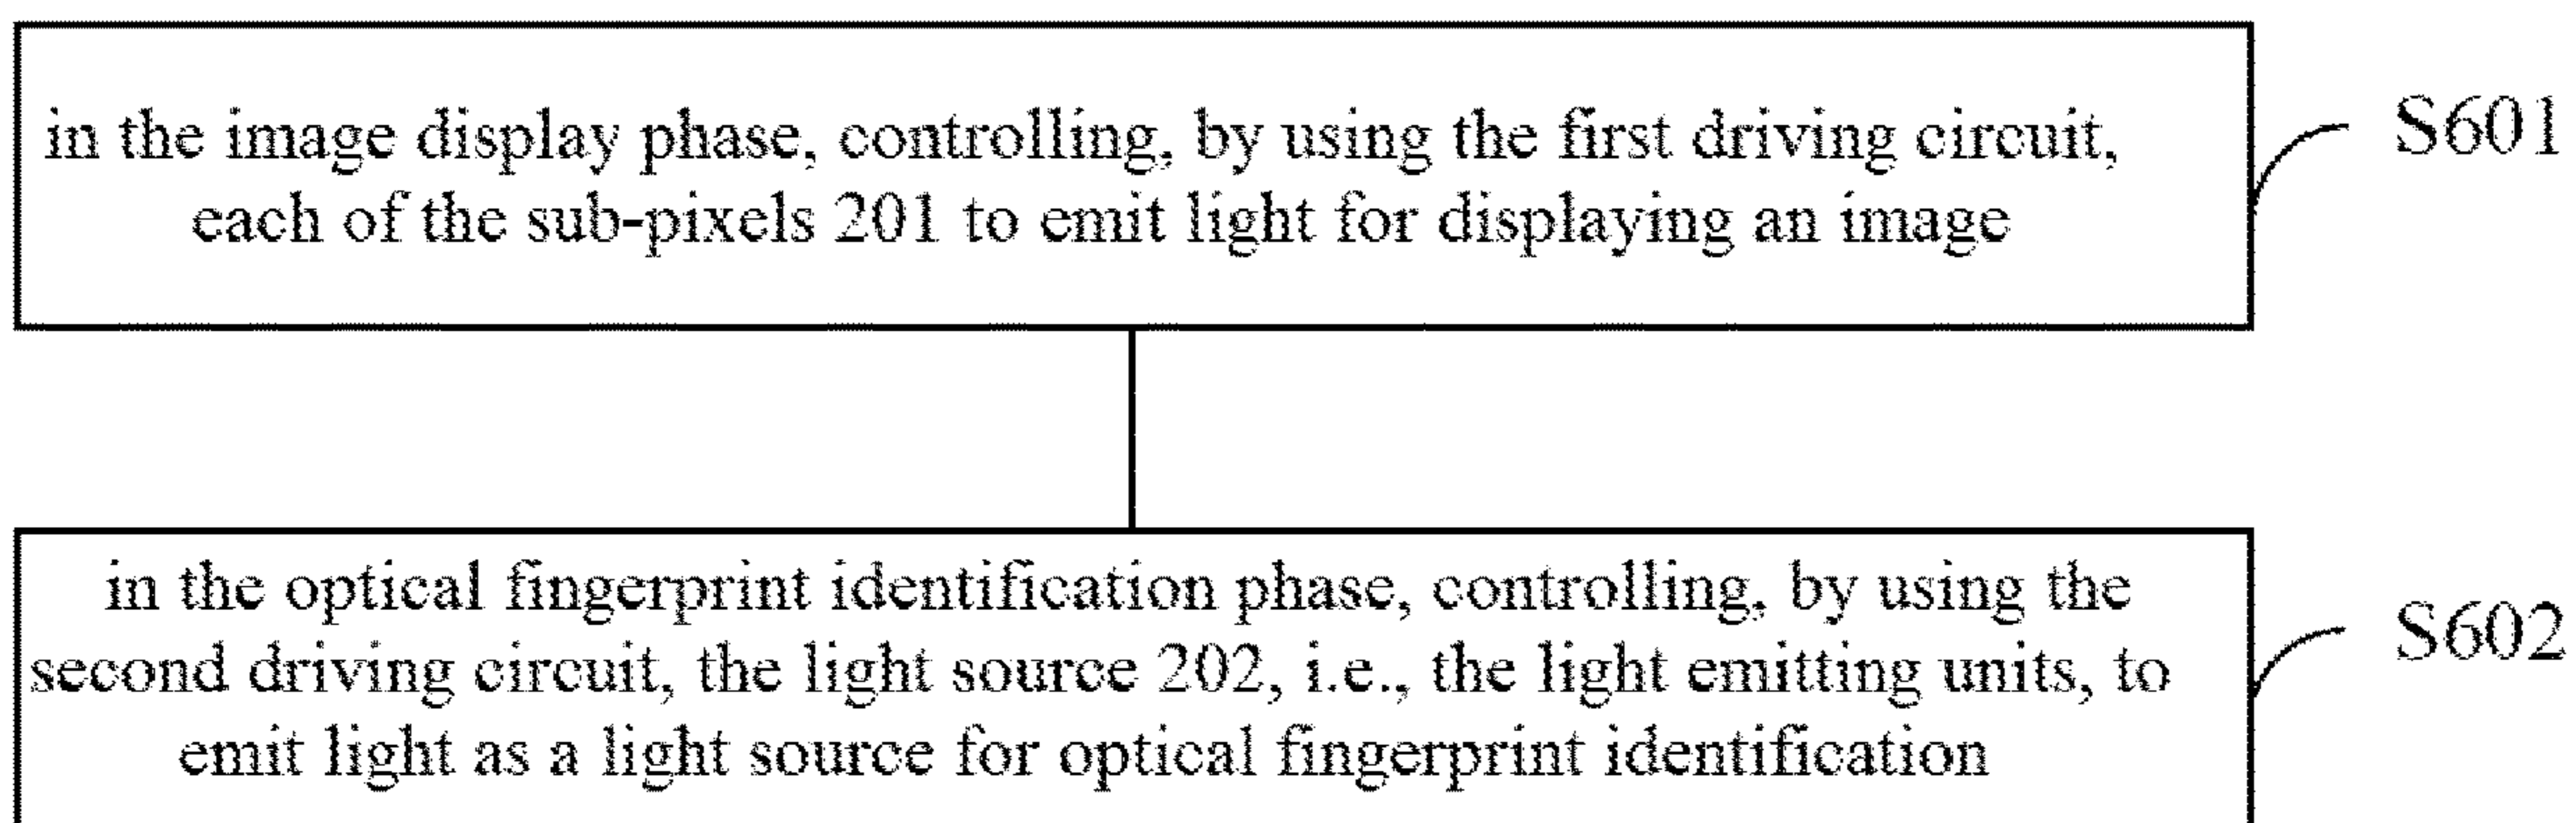 in the image display phase, controlling, by using the first driving circuit,
each of the sub-pixels 201 to emit light for displaying an image
S601
in the optical fingerprint identification phase, controlling, by using the
second driving circuit, the light source 202, i.e., the light emitting units, to
emit light as a light source for optical fingerprint identification
S602